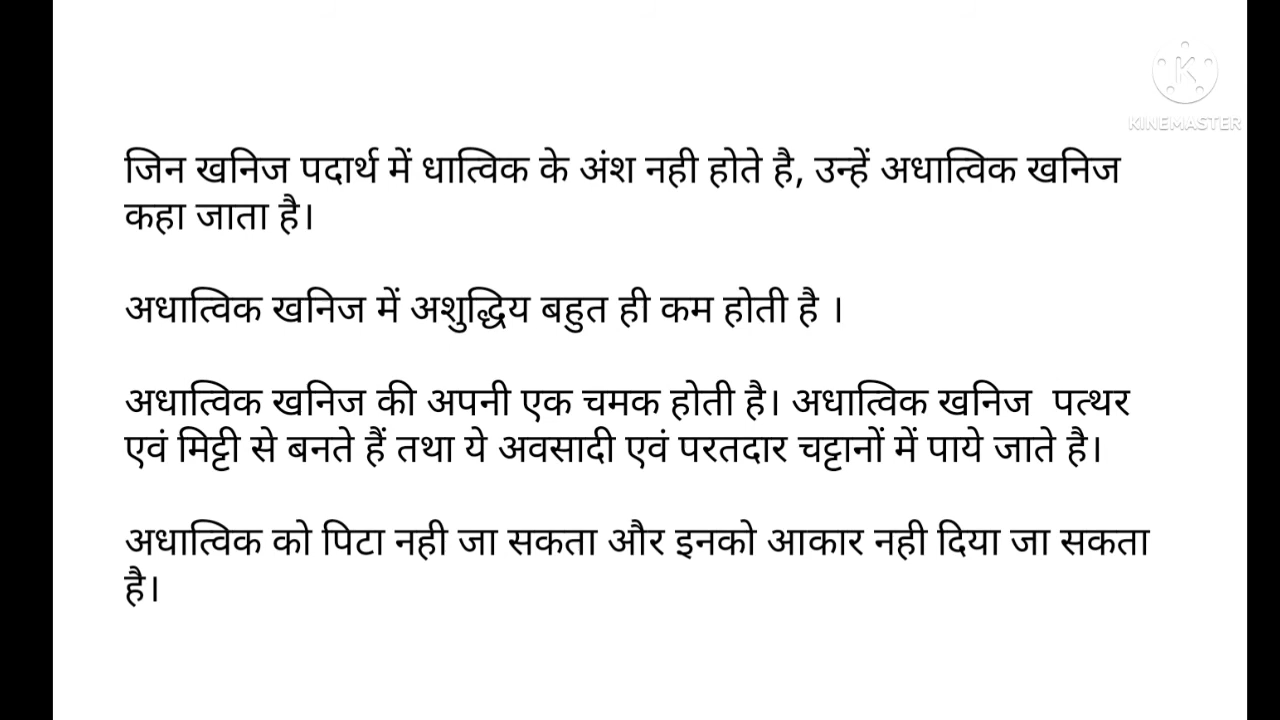 KINEMASTER
जिन खनिज पदार्थ में धात्विक के अंश नही होते है, उन्हें अधात्विक खनिज
कहा जाता है।
अधात्विक खनिज में अशुद्धिय बहुत ही कम होती है ।
अधात्विक खनिज की अपनी एक चमक होती है। अधात्विक खनिज  पत्थर
एवं मिट्टी से बनते हैं तथा ये अवसादी एवं परतदार चट्टानों में पाये जाते है।
अधात्विक को पिटा नही जा सकता और इनको आकार नही दिया जा सकता
है।